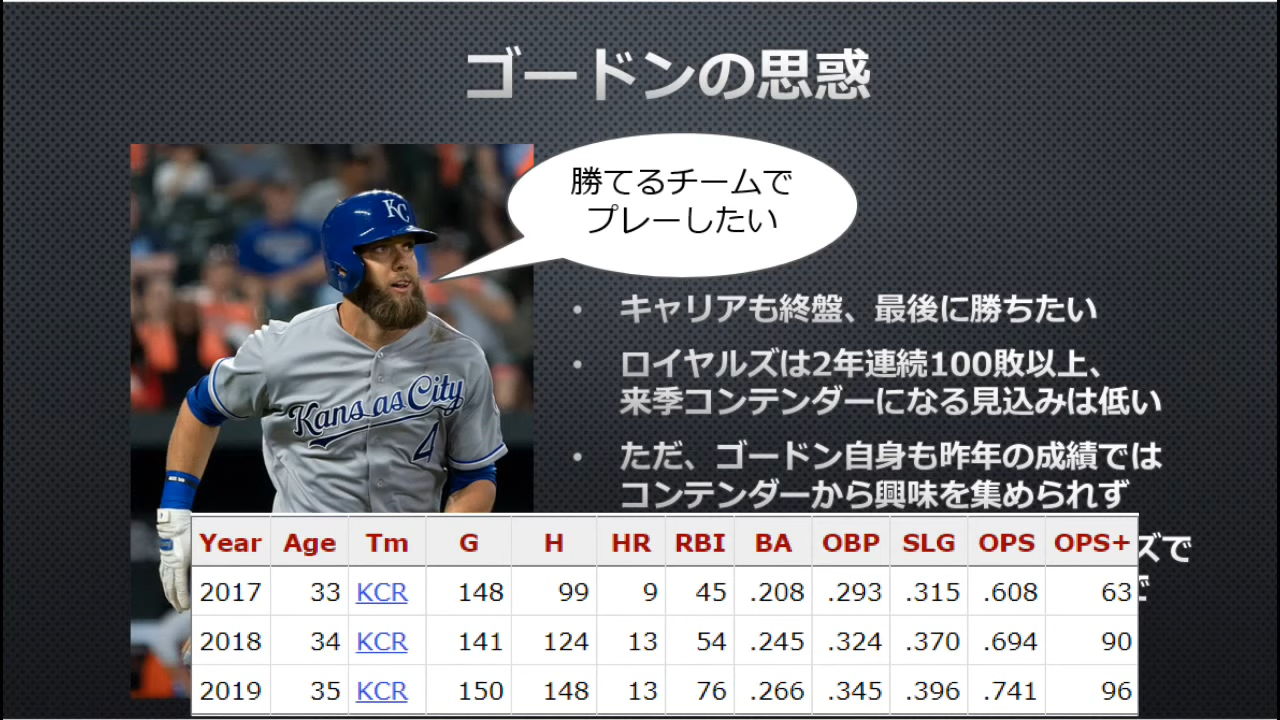 ゴードンの思惑
勝てるチームで
プレーしたい
KC
Kansas City
4
• キャリアも終盤、最後に勝ちたい
• ロイヤルズは2年連続100敗以上、
来季コンテンダーになる見込みは低い
• ただ、ゴードン自身も昨年の成績では
コンテンダーから興味を集められず
ズで
で
Year Age Tm G H HR RBI BA OBP SLG OPS OPS+
2017 33 KCR 148 99 9 45 .208 .293 .315 .608 63
2018 34 KCR 141 124 13 54 .245 .324 .370 .694 90
2019 35 KCR 150 148 13 76 .266 .345 .396 .741 96